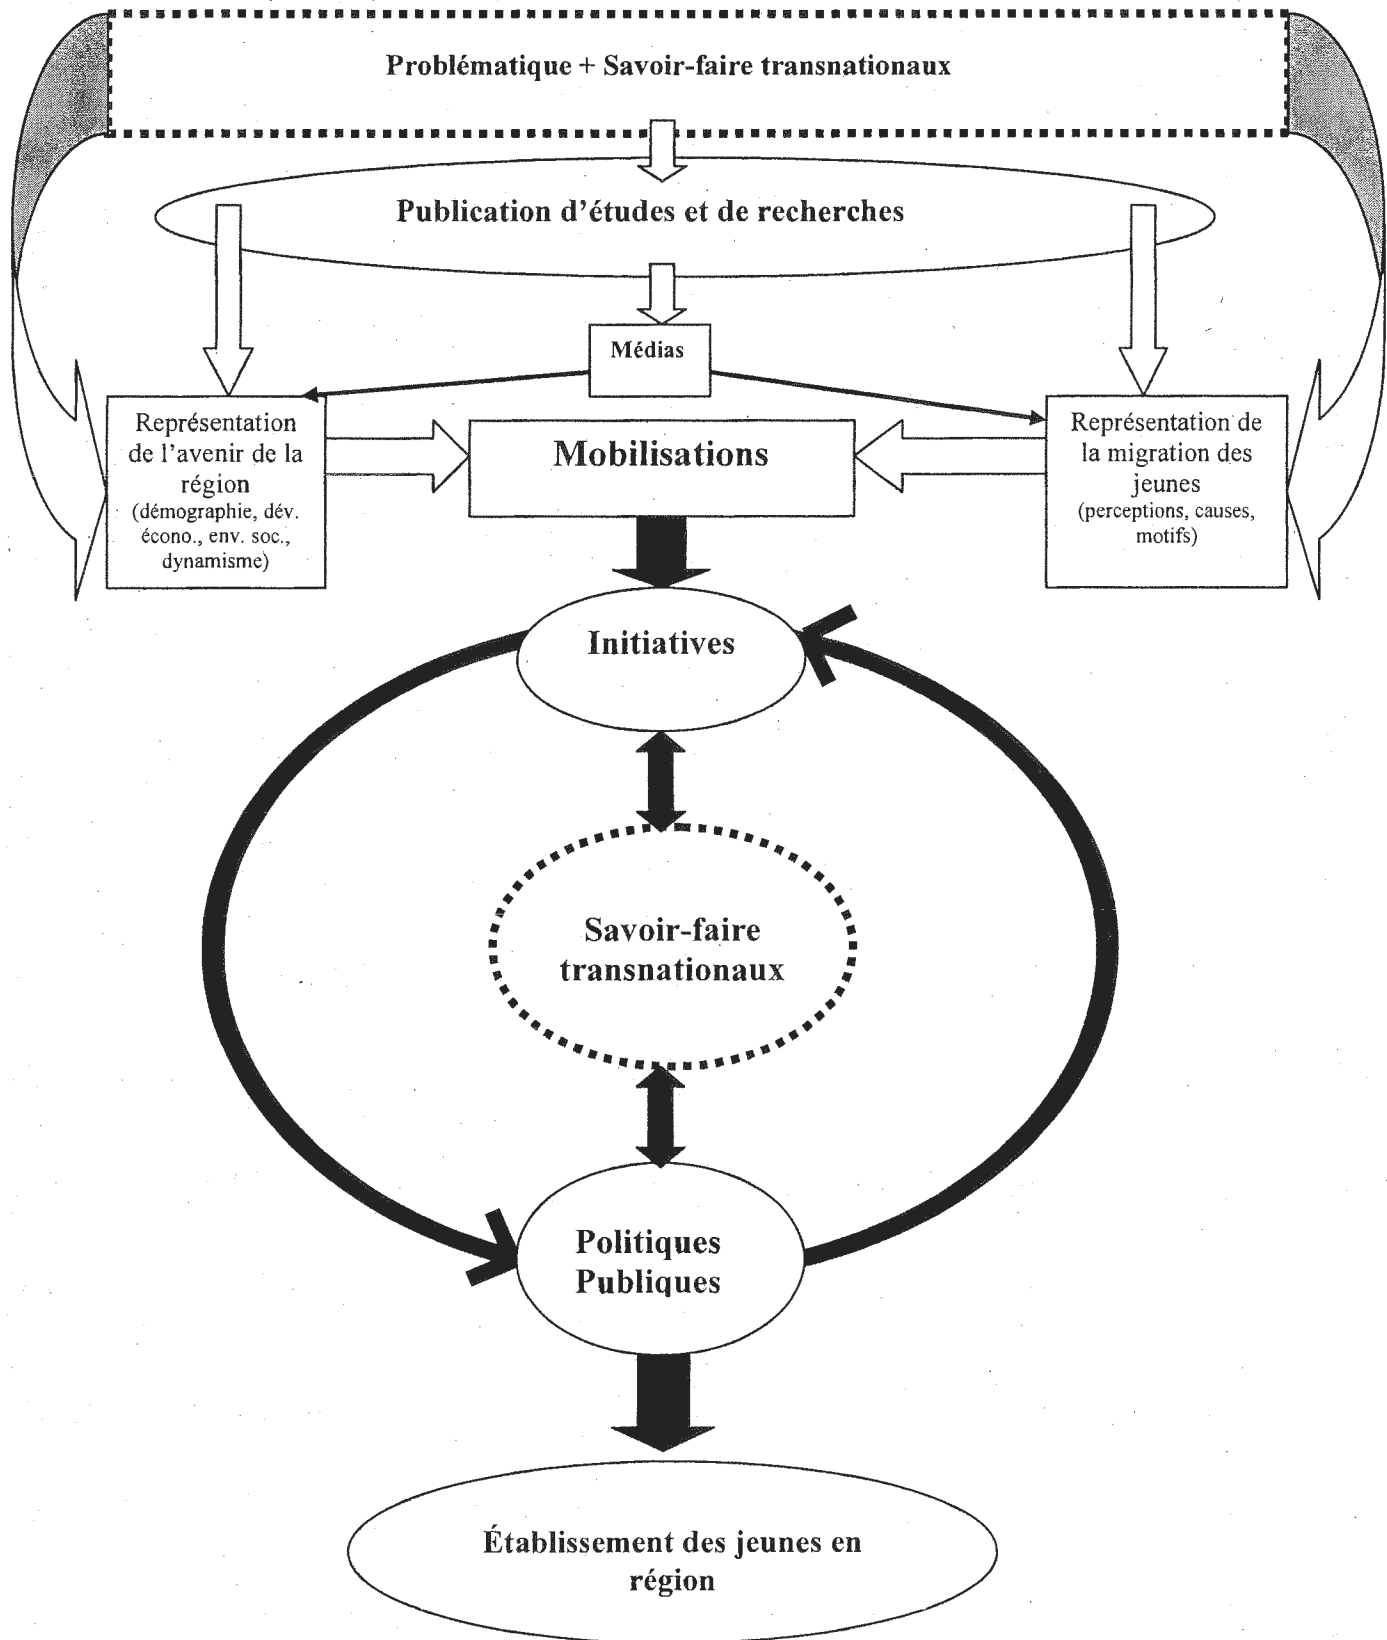 Problématique + Savoir-faire transnationaux
Publication d'études et de recherches
Médias
Représentation
de l'avenir de la
région
(démographie, dév.
écono., env. soc.,
dynamisme)
Mobilisations
Représentation de
la migration des
jeunes
(perceptions, causes,
motifs)
Initiatives
Savoir-faire
transnationaux
Politiques
Publiques
Établissement des jeunes en
région